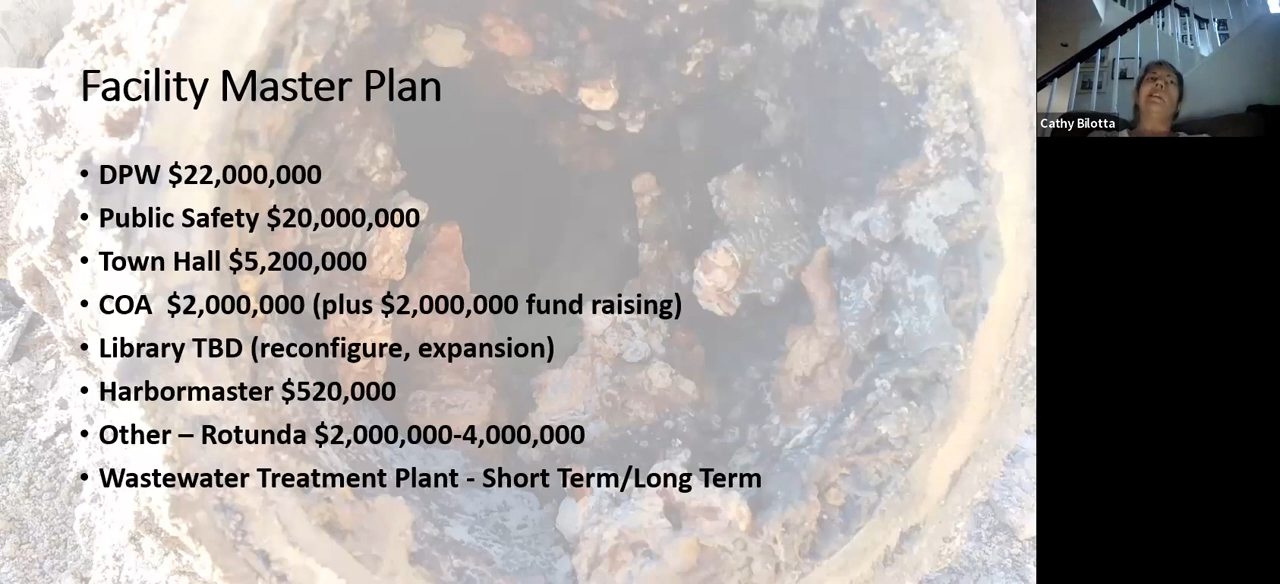 Facility Master Plan
• DPW $22,000,000
• Public Safety $20,000,000
• Town Hall $5,200,000
• COA  $2,000,000 (plus $2,000,000 fund raising)
• Library TBD (reconfigure, expansion)
• Harbormaster $520,000
• Other – Rotunda $2,000,000-4,000,000
• Wastewater Treatment Plant - Short Term/Long Term
Cathy Bilotta